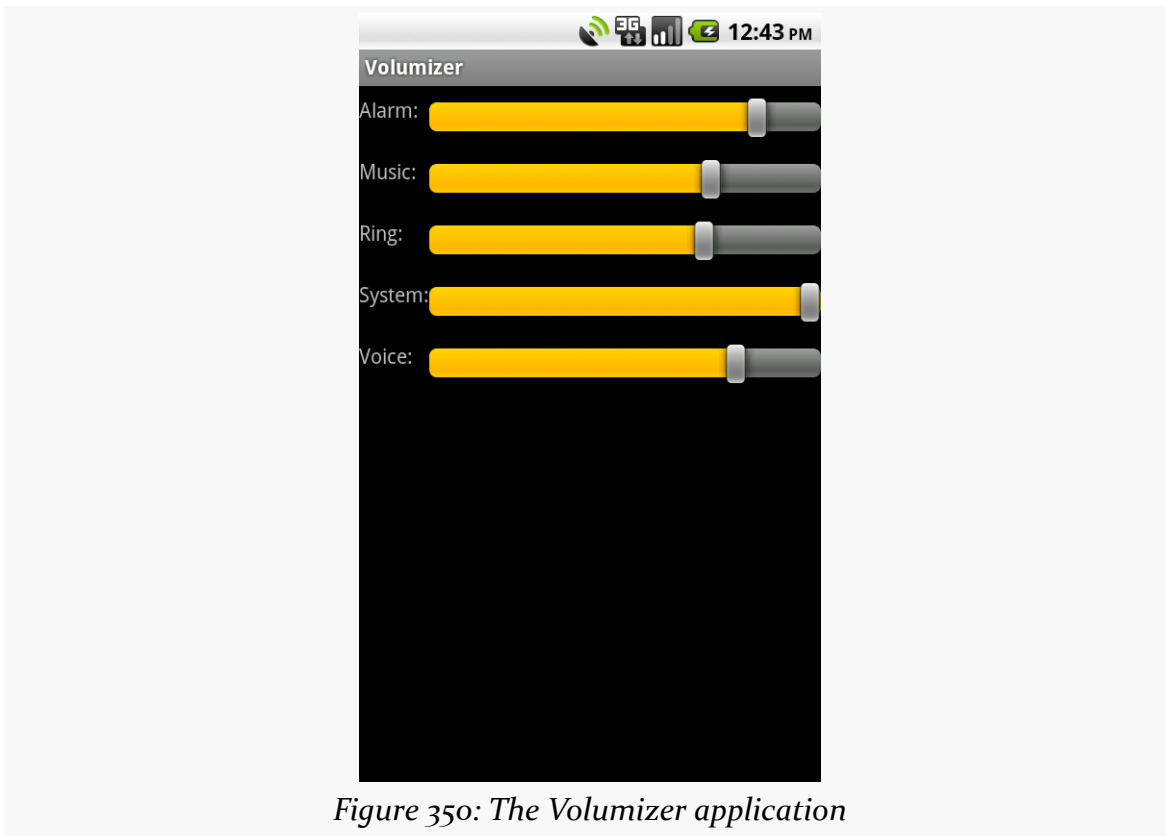 3G
12:43 PM
Volumizer
Alarm:
Music:
Ring:
System:
Voice:
Figure 350: The Volumizer application